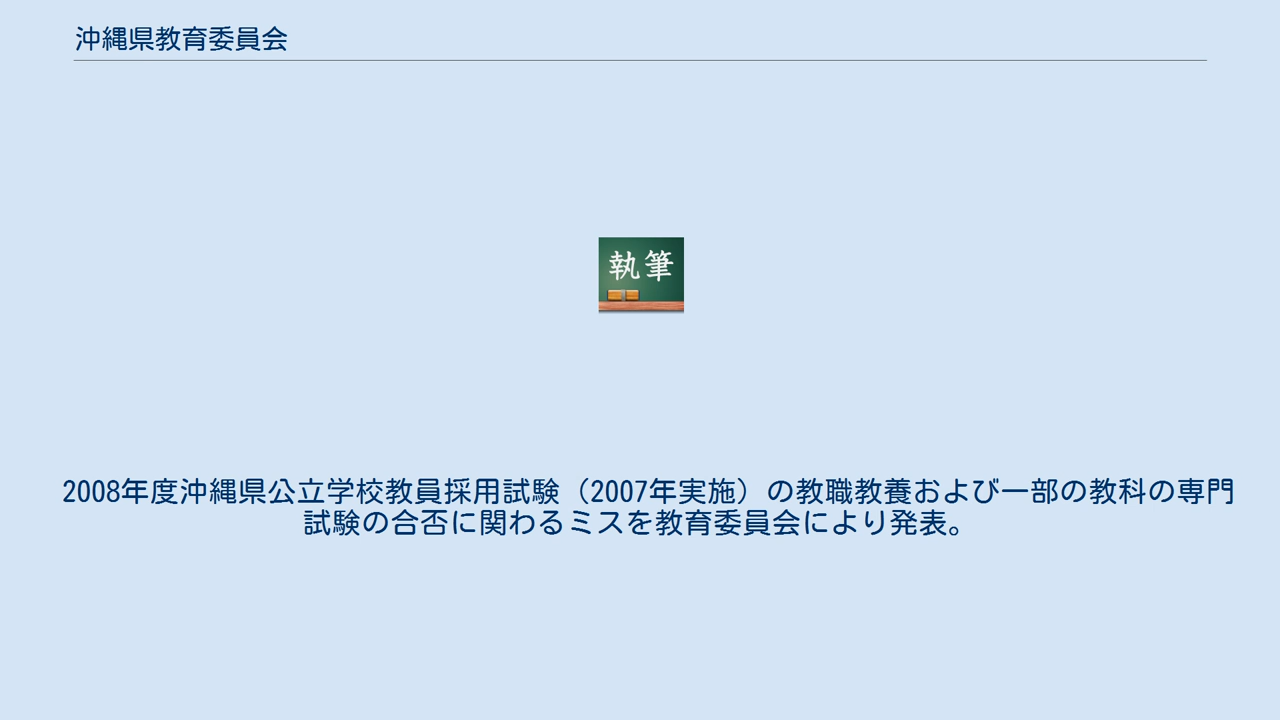 沖縄県教育委員会
執筆
2008年度沖縄県公立学校教員採用試験（2007年実施）の教職教養および一部の教科の専門
試験の合否に関わるミスを教育委員会により発表。